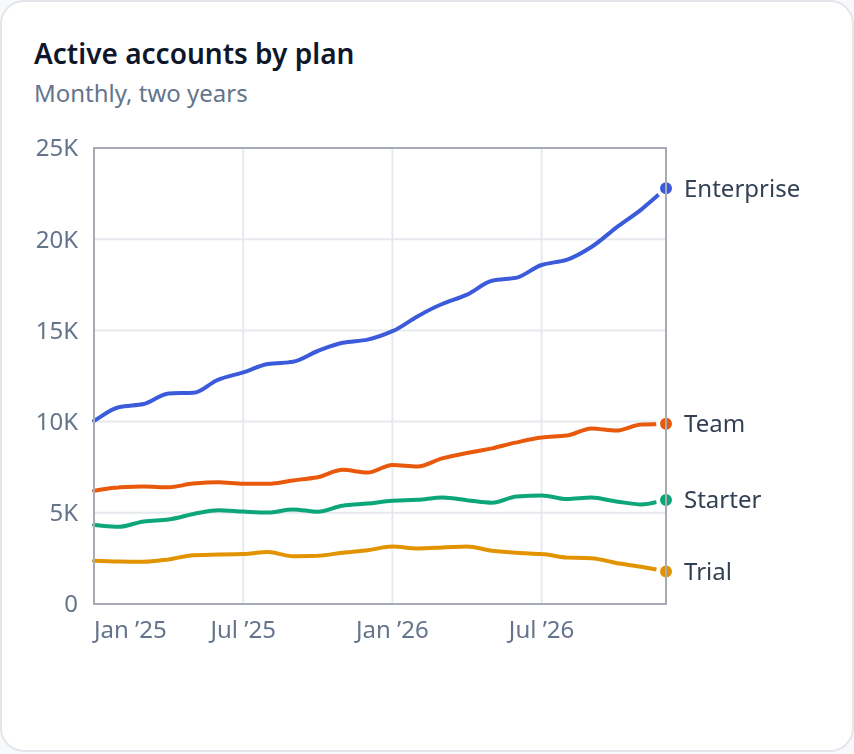 Active accounts by plan
Monthly, two years
25K
20K
15K
10K
5K
0
Enterprise
Team
Starter
Trial
Jan ’25 Jul ’25 Jan ’26 Jul ’26